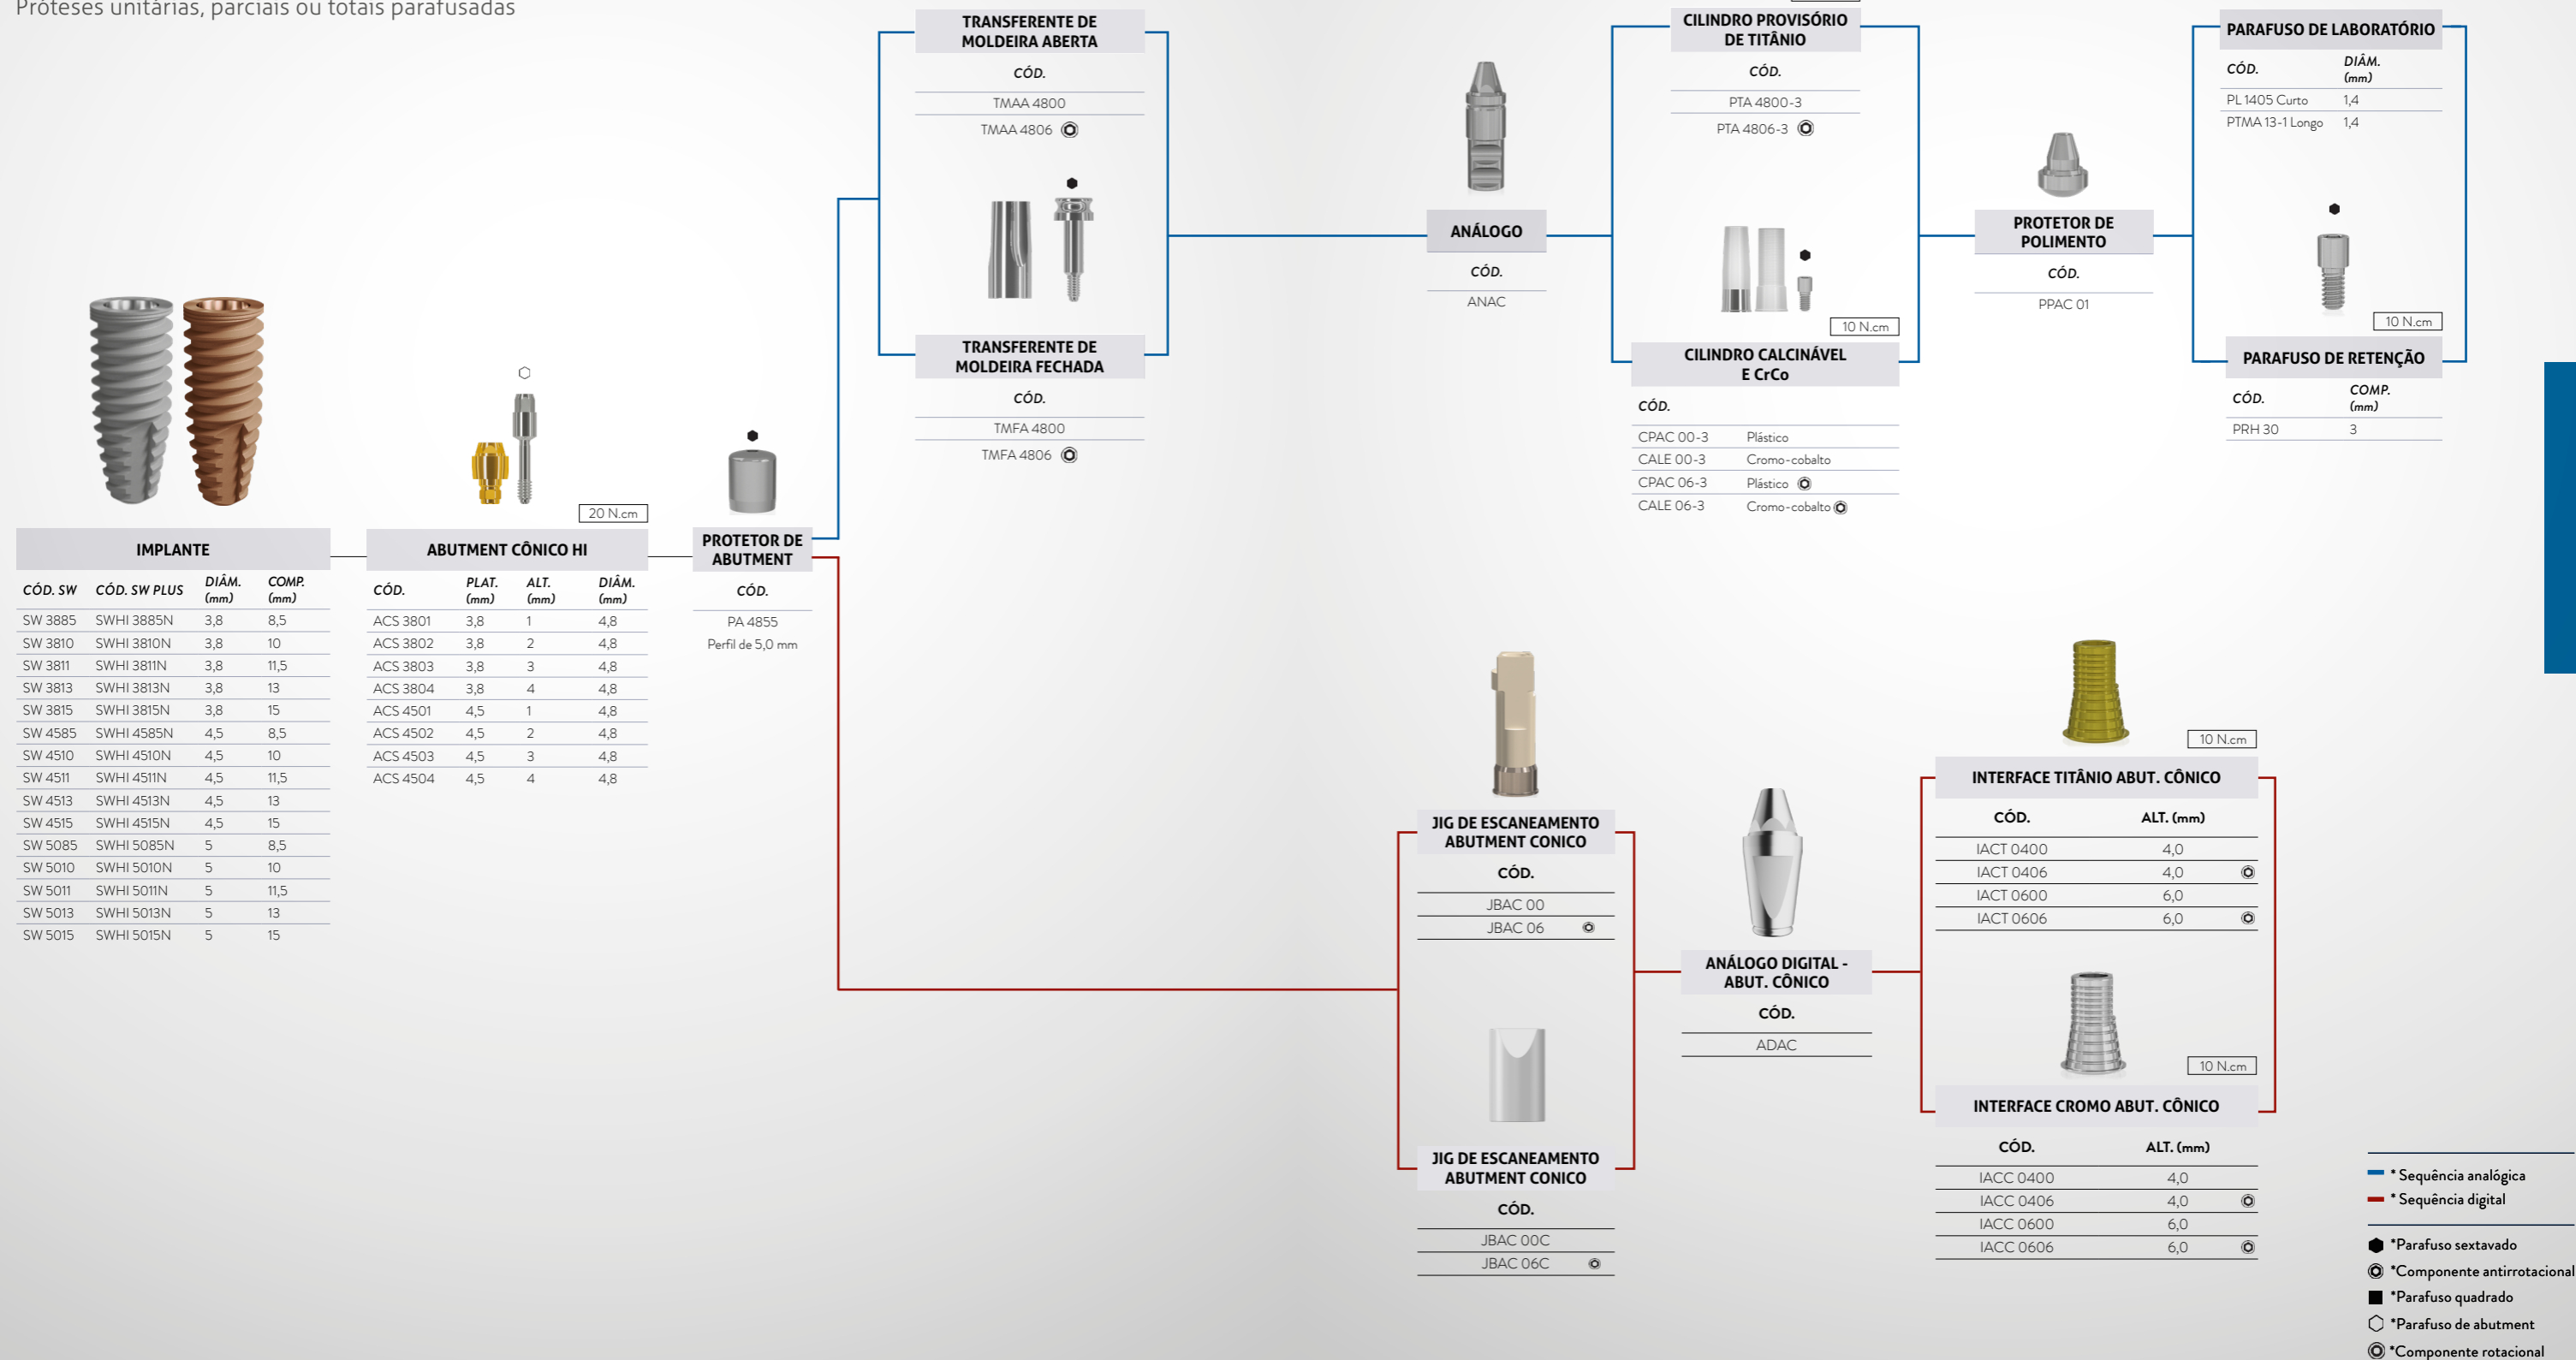 Próteses unitárias, parciais ou totais parafusadas
IMPLANTE
CÓD. SW CÓD. SW PLUS DIÂM. (mm) COMP. (mm)
SW 3885 SWHI 3885N 3,8 8,5
SW 3810 SWHI 3810N 3,8 10
SW 3811 SWHI 3811N 3,8 11,5
SW 3813 SWHI 3813N 3,8 13
SW 3815 SWHI 3815N 3,8 15
SW 4585 SWHI 4585N 4,5 8,5
SW 4510 SWHI 4510N 4,5 10
SW 4511 SWHI 4511N 4,5 11,5
SW 4513 SWHI 4513N 4,5 13
SW 4515 SWHI 4515N 4,5 15
SW 5085 SWHI 5085N 5 8,5
SW 5010 SWHI 5010N 5 10
SW 5011 SWHI 5011N 5 11,5
SW 5013 SWHI 5013N 5 13
SW 5015 SWHI 5015N 5 15
20 N.cm
ABUTMENT CÔNICO HI
CÓD. PLAT. (mm) ALT. (mm) DIÂM. (mm)
ACS 3801 3,8 1 4,8
ACS 3802 3,8 2 4,8
ACS 3803 3,8 3 4,8
ACS 3804 3,8 4 4,8
ACS 4501 4,5 1 4,8
ACS 4502 4,5 2 4,8
ACS 4503 4,5 3 4,8
ACS 4504 4,5 4 4,8
PROTETOR DE
ABUTMENT
CÓD.
PA 4855
Perfil de 5,0 mm
TRANSFERENTE DE
MOLDEIRA ABERTA
CÓD.
TMAA 4800
TMAA 4806
TRANSFERENTE DE
MOLDEIRA FECHADA
CÓD.
TMFA 4800
TMFA 4806
ANÁLOGO
CÓD.
ANAC
CILINDRO PROVISÓRIO
DE TITÂNIO
CÓD.
PTA 4800-3
PTA 4806-3
10 N.cm
CILINDRO CALCINÁVEL
E CrCo
CÓD.
CPAC 00-3 Plástico
CALE 00-3 Cromo-cobalto
CPAC 06-3 Plástico
CALE 06-3 Cromo-cobalto
PROTETOR DE
POLIMENTO
CÓD.
PPAC 01
PARAFUSO DE LABORATÓRIO
CÓD. DIÂM. (mm)
PL 1405 Curto 1,4
PTMA 13-1 Longo 1,4
10 N.cm
PARAFUSO DE RETENÇÃO
CÓD. COMP. (mm)
PRH 30 3
JIG DE ESCANEAMENTO
ABUTMENT CONICO
CÓD.
JBAC 00
JBAC 06
JIG DE ESCANEAMENTO
ABUTMENT CONICO
CÓD.
JBAC 00C
JBAC 06C
ANÁLOGO DIGITAL -
ABUT. CÔNICO
CÓD.
ADAC
10 N.cm
INTERFACE TITÂNIO ABUT. CÔNICO
CÓD. ALT. (mm)
IACT 0400 4,0
IACT 0406 4,0
IACT 0600 6,0
IACT 0606 6,0
10 N.cm
INTERFACE CROMO ABUT. CÔNICO
CÓD. ALT. (mm)
IACC 0400 4,0
IACC 0406 4,0
IACC 0600 6,0
IACC 0606 6,0
* Sequência analógica
* Sequência digital
*Parafuso sextavado
*Componente antirrotacional
*Parafuso quadrado
*Parafuso de abutment
*Componente rotacional